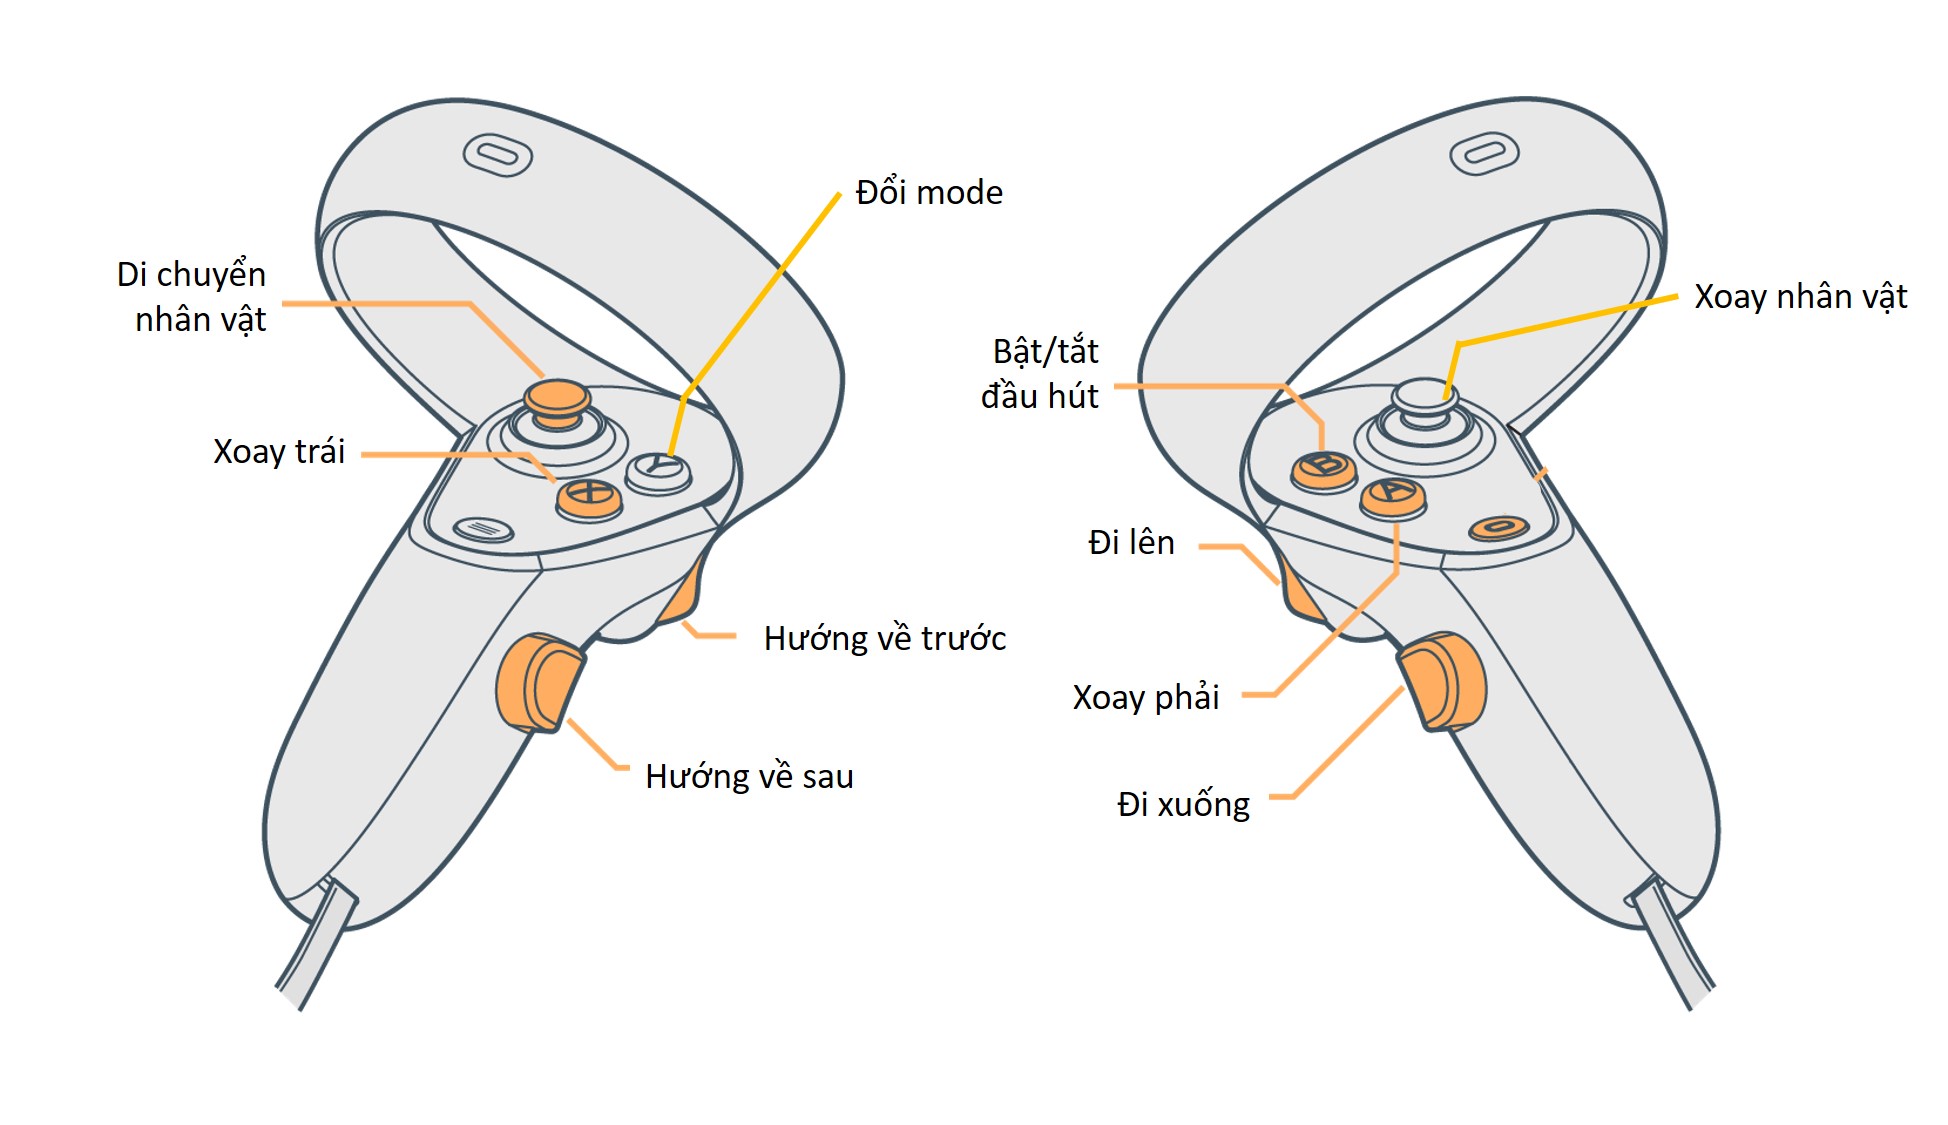 Đổi mode
Di chuyển
nhân vật
Xoay trái
Y
X
Hướng về trước
Hướng về sau
Xoay nhân vật
Bật/tắt
đầu hút
B
A
Đi lên
Xoay phải
Đi xuống